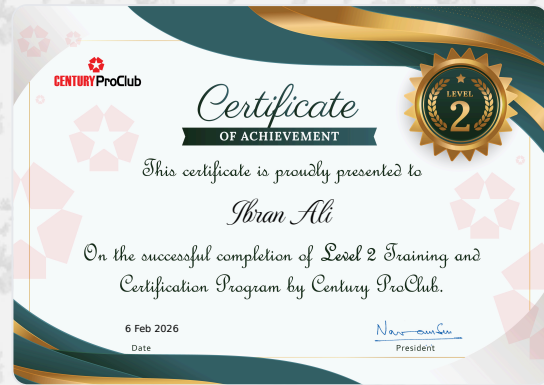 CENTURY ProClub
Certificate
OF ACHIEVEMENT
LEVEL
2
This certificate is proudly presented to
Ibran Ali
On the successful completion of Level 2 Training and
Certification Program by Century ProClub.
6 Feb 2026
Date
President